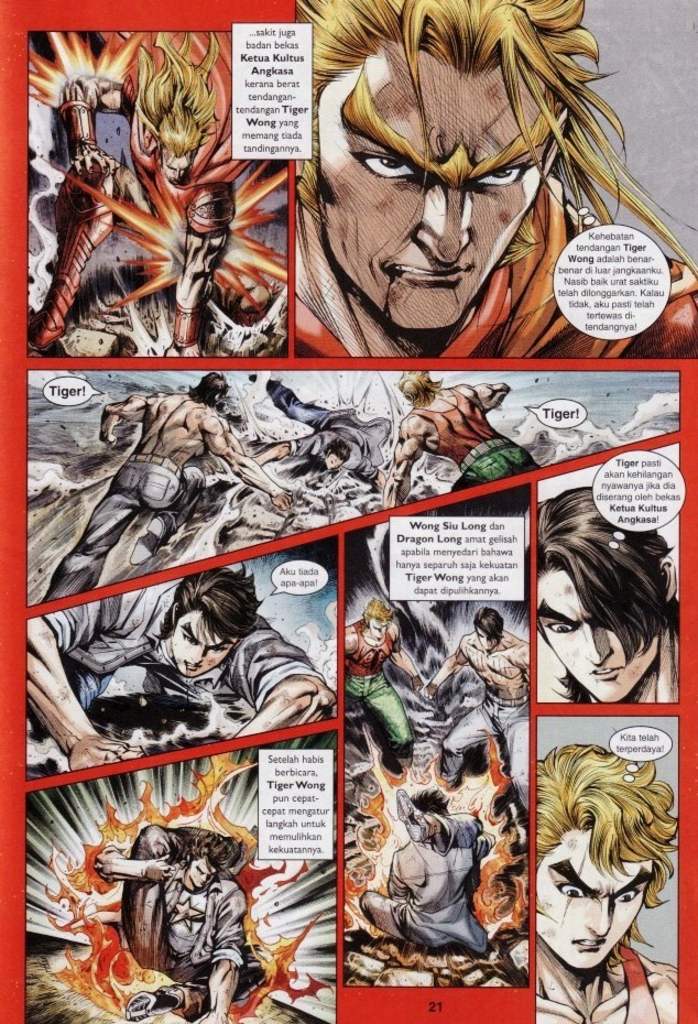 ...sakit juga
badan bekas
Ketua Kultus
Angkasa
kerana berat
tendangan-
tendangan Tiger
Wong yang
memang tiada
tandingannya.
Kehebatan
tendangan Tiger
Wong adalah benar-
benar di luar jangkaanku.
Nasib baik urat saktiku
telah dilonggarkan. Kalau
tidak, aku pasti telah
tertewas di-
tendangnya!
Tiger!
Tiger!
Tiger pasti
akan kehilangan
nyawanya jika dia
diserang oleh bekas
Ketua Kultus
Angkasa!
Wong Siu Long dan
Dragon Long amat gelisah
apabila menyedari bahawa
hanya separuh saja kekuatan
Tiger Wong yang akan
dapat dipulihkannya.
Aku tiada
apa-apa!
Kita telah
terperdaya!
Setelah habis
berbicara,
Tiger Wong
pun cepat-
cepat mengatur
langkah untuk
memulihkan
kekuatannya.
21